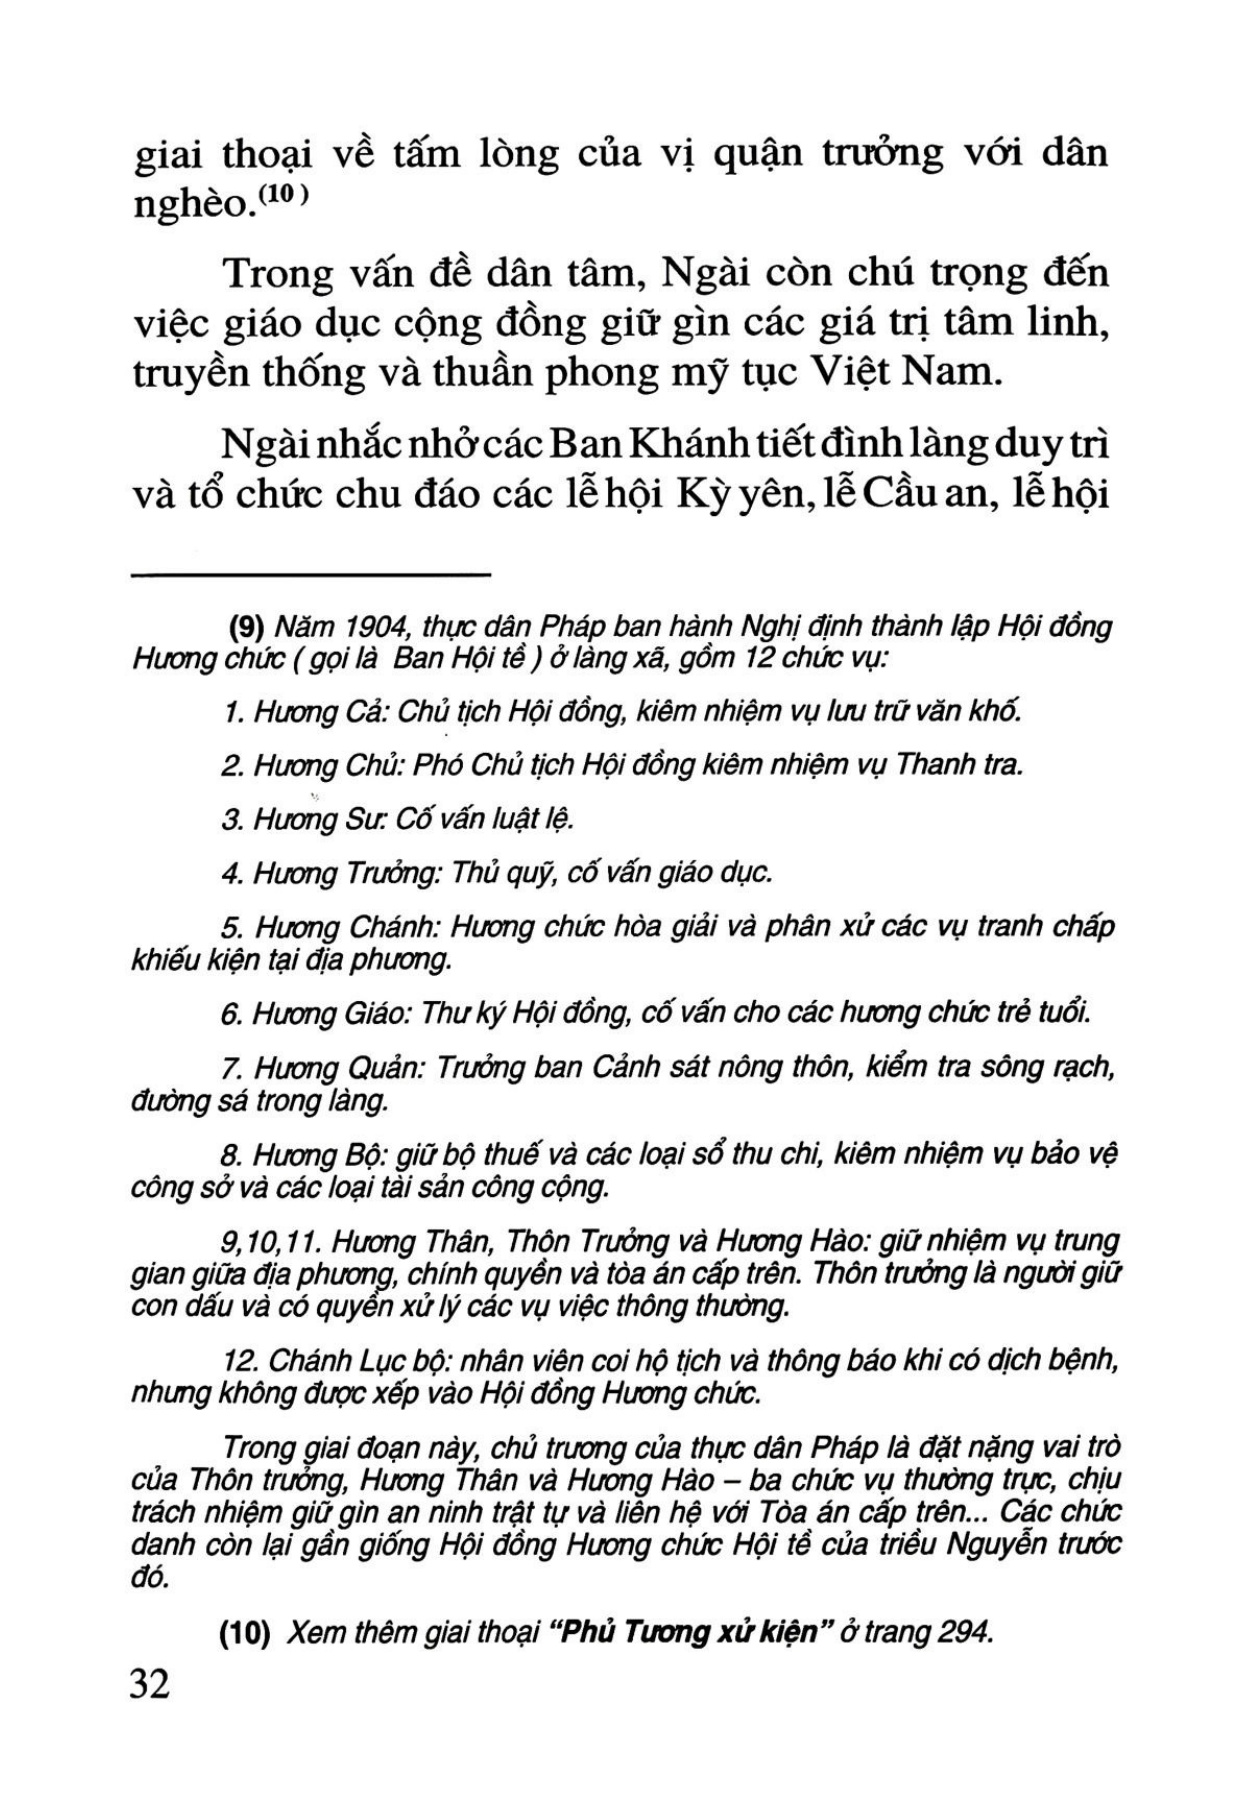 giai thoại về tấm lòng của vị quận trưởng với dân
nghèo.(10)
Trong vấn đề dân tâm, Ngài còn chú trọng đến
việc giáo dục cộng đồng giữ gìn các giá trị tâm linh,
truyền thống và thuần phong mỹ tục Việt Nam.
Ngài nhắc nhở các Ban Khánh tiết đình làng duy trì
và tổ chức chu đáo các lễ hội Kỳ yên, lễ Cầu an, lễ hội
(9) Năm 1904, thực dân Pháp ban hành Nghị định thành lập Hội đồng
Hương chức ( gọi là Ban Hội tề ) ở làng xã, gồm 12 chức vụ:
1. Hương Cả: Chủ tịch Hội đồng, kiêm nhiệm vụ lưu trữ văn khố.
2. Hương Chủ: Phó Chủ tịch Hội đồng kiêm nhiệm vụ Thanh tra.
3. Hương Sư: Cố vấn luật lệ.
4. Hương Trưởng: Thủ quỹ, cố vấn giáo dục.
5. Hương Chánh: Hương chức hòa giải và phân xử các vụ tranh chấp
khiếu kiện tại địa phương.
6. Hương Giáo: Thư ký Hội đồng, cố vấn cho các hương chức trẻ tuổi.
7. Hương Quản: Trưởng ban Cảnh sát nông thôn, kiểm tra sông rạch,
đường sá trong làng.
8. Hương Bộ: giữ bộ thuế và các loại sổ thu chi, kiêm nhiệm vụ bảo vệ
công sở và các loại tài sản công cộng.
9,10,11. Hương Thân, Thôn Trưởng và Hương Hào: giữ nhiệm vụ trung
gian giữa địa phương, chính quyền và tòa án cấp trên. Thôn trưởng là người giữ
con dấu và có quyền xử lý các vụ việc thông thường.
12. Chánh Lục bộ: nhân viên coi hộ tịch và thông báo khi có dịch bệnh,
nhưng không được xếp vào Hội đồng Hương chức.
Trong giai đoạn này, chủ trương của thực dân Pháp là đặt nặng vai trò
của Thôn trưởng, Hương Thân và Hương Hào – ba chức vụ thường trực, chịu
trách nhiệm giữ gìn an ninh trật tự và liên hệ với Tòa án cấp trên... Các chức
danh còn lại gần giống Hội đồng Hương chức Hội tề của triều Nguyễn trước
đó.
(10) Xem thêm giai thoại “Phủ Tương xử kiện” ở trang 294.
32